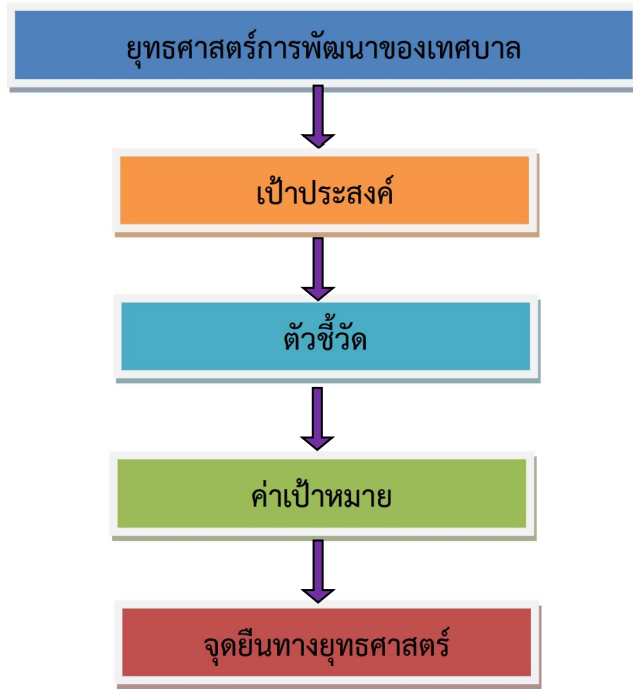 ยุทธศาสตร์การพัฒนาของเทศบาล
เป้าประสงค์
ตัวชี้วัด
ค่าเป้าหมาย
จุดยืนทางยุทธศาสตร์